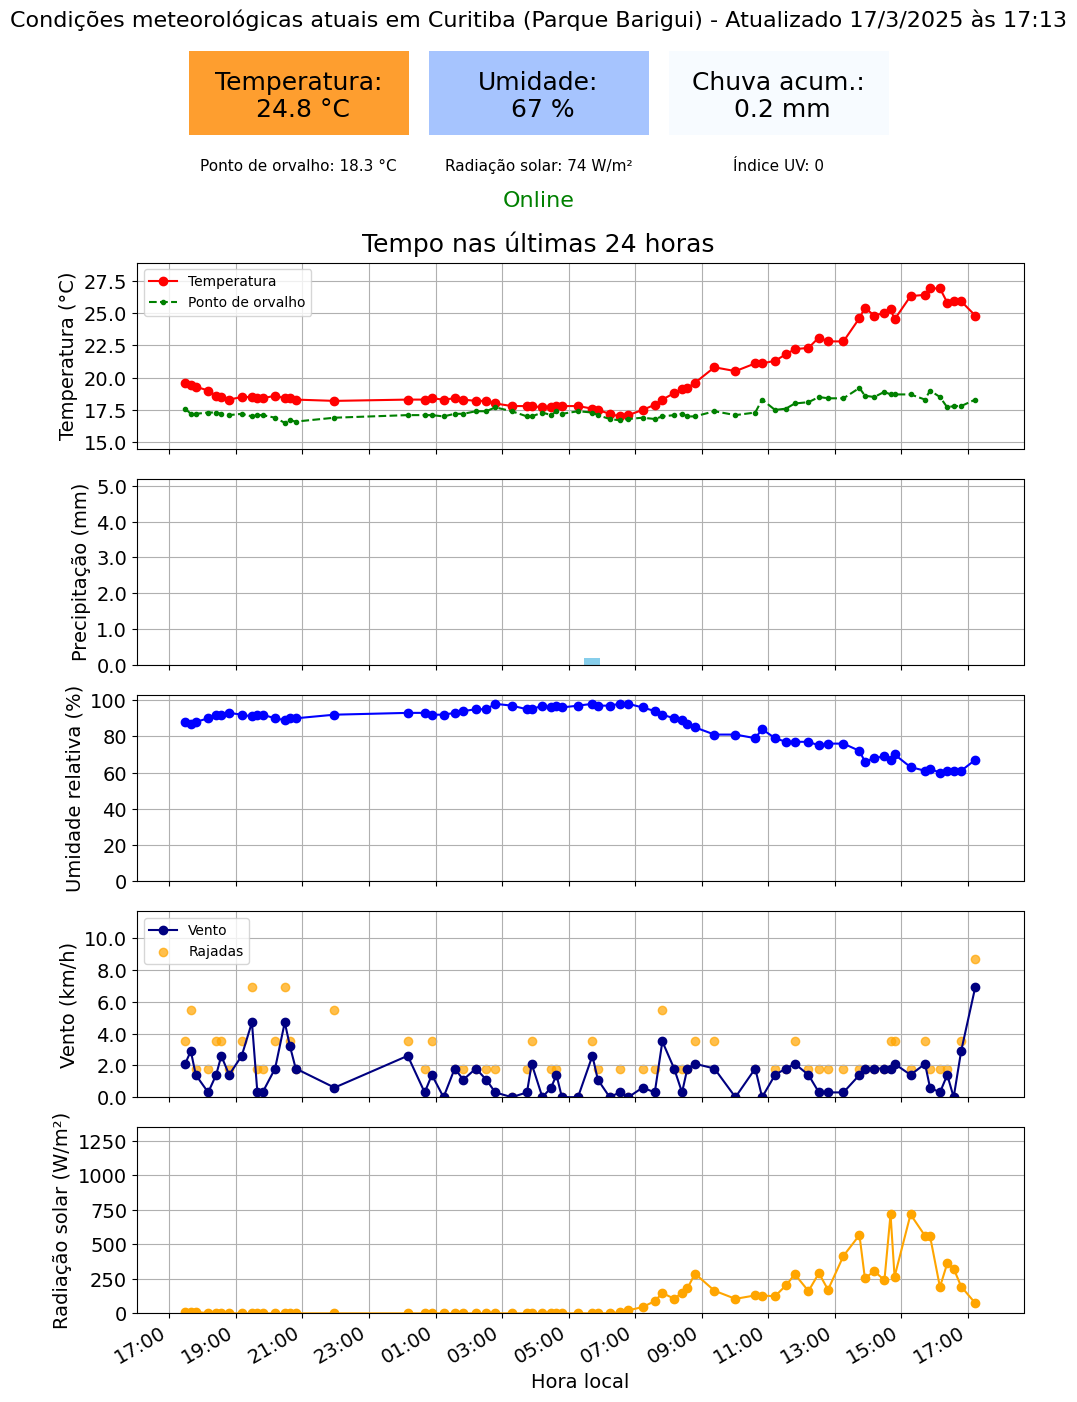 Condições meteorológicas atuais em Curitiba (Parque Barigui) - Atualizado 17/3/2025 às 17:13
Temperatura:
24.8 °C
Umidade:
67 %
Chuva acum.:
0.2 mm
Ponto de orvalho: 18.3 °C
Radiação solar: 74 W/m²
Índice UV: 0
Online
Tempo nas últimas 24 horas
Temperatura (°C)
27.5
25.0
22.5
20.0
17.5
15.0
Temperatura
Ponto de orvalho
Precipitação (mm)
5.0
4.0
3.0
2.0
1.0
0.0
Umidade relativa (%)
100
80
60
40
20
0
Vento (km/h)
10.0
8.0
6.0
4.0
2.0
0.0
Vento
Rajadas
Radiação solar (W/m²)
1250
1000
750
500
250
0
17:00
19:00
21:00
23:00
01:00
03:00
05:00
07:00
09:00
11:00
13:00
15:00
17:00
Hora local